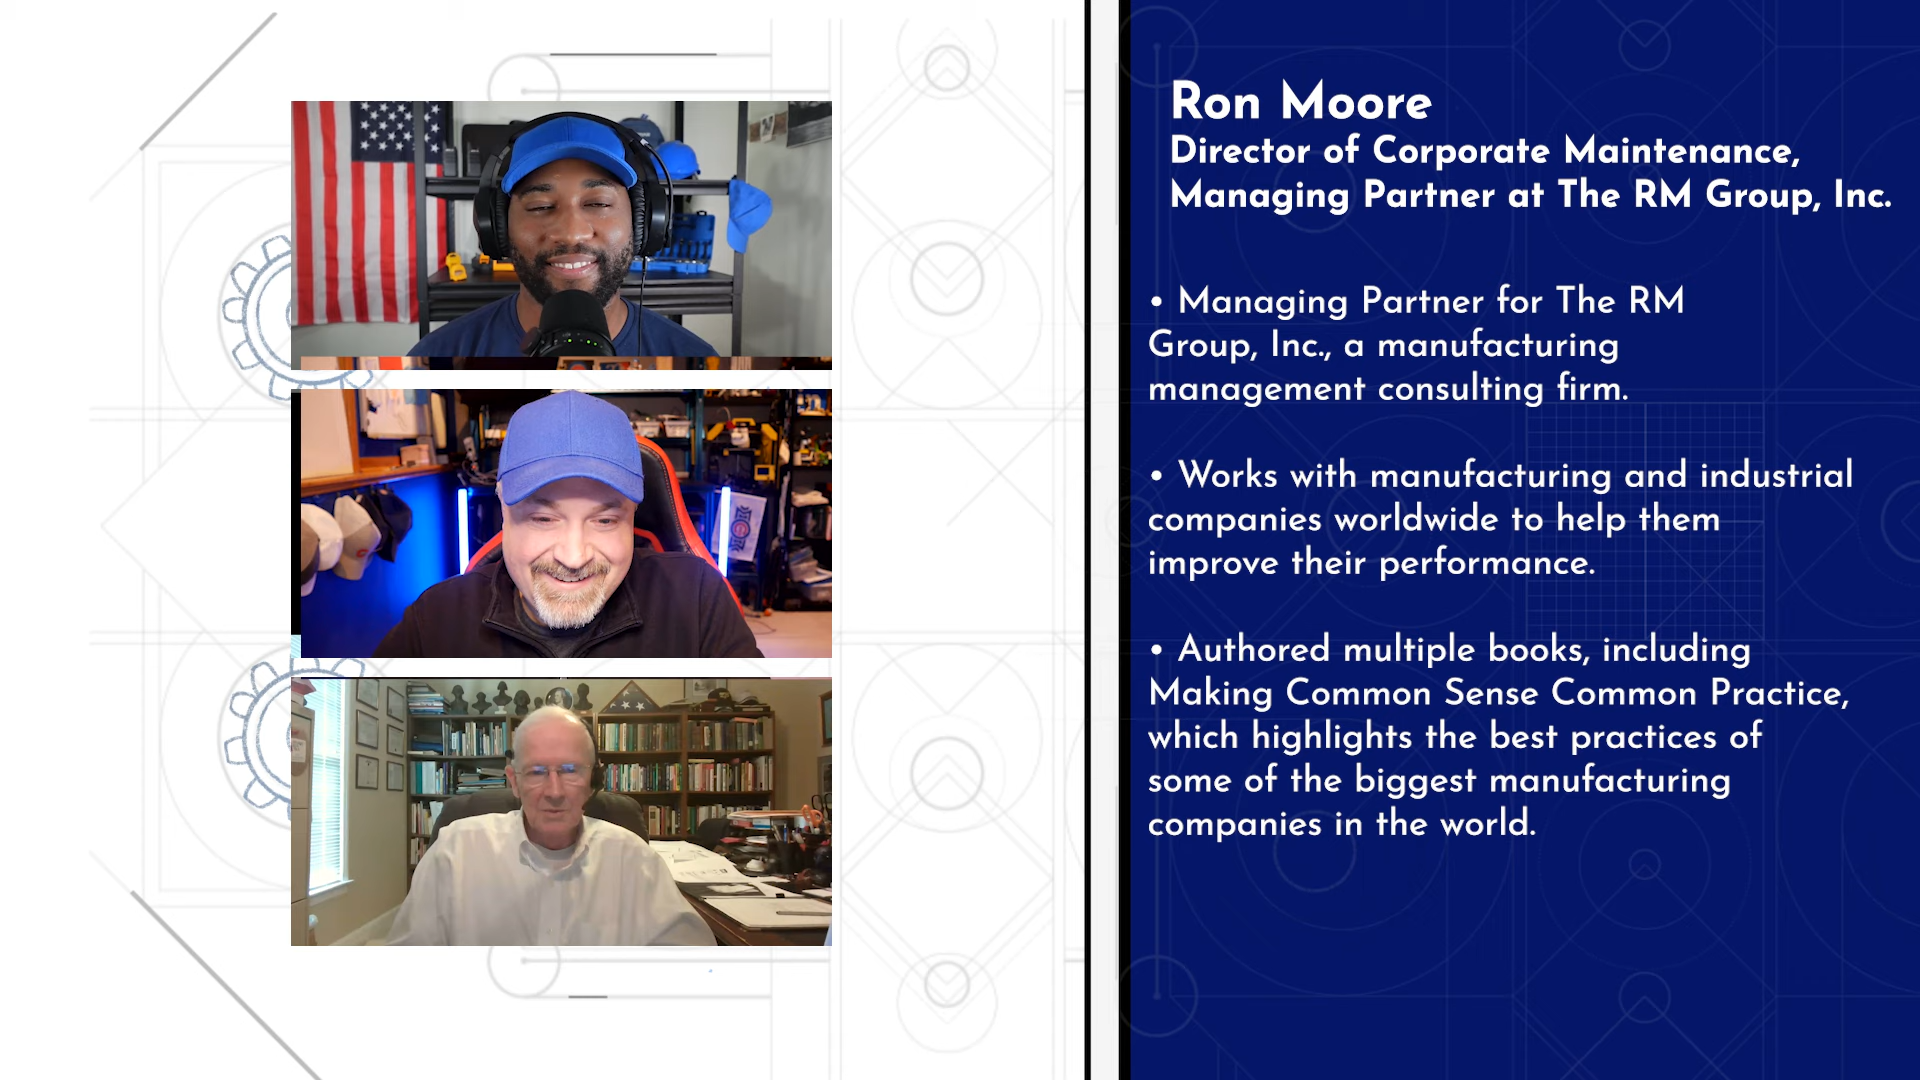 Ron Moore
Director of Corporate Maintenance,
Managing Partner at The RM Group, Inc.
• Managing Partner for The RM
Group, Inc., a manufacturing
management consulting firm.
• Works with manufacturing and industrial
companies worldwide to help them
improve their performance.
• Authored multiple books, including
Making Common Sense Common Practice,
which highlights the best practices of
some of the biggest manufacturing
companies in the world.